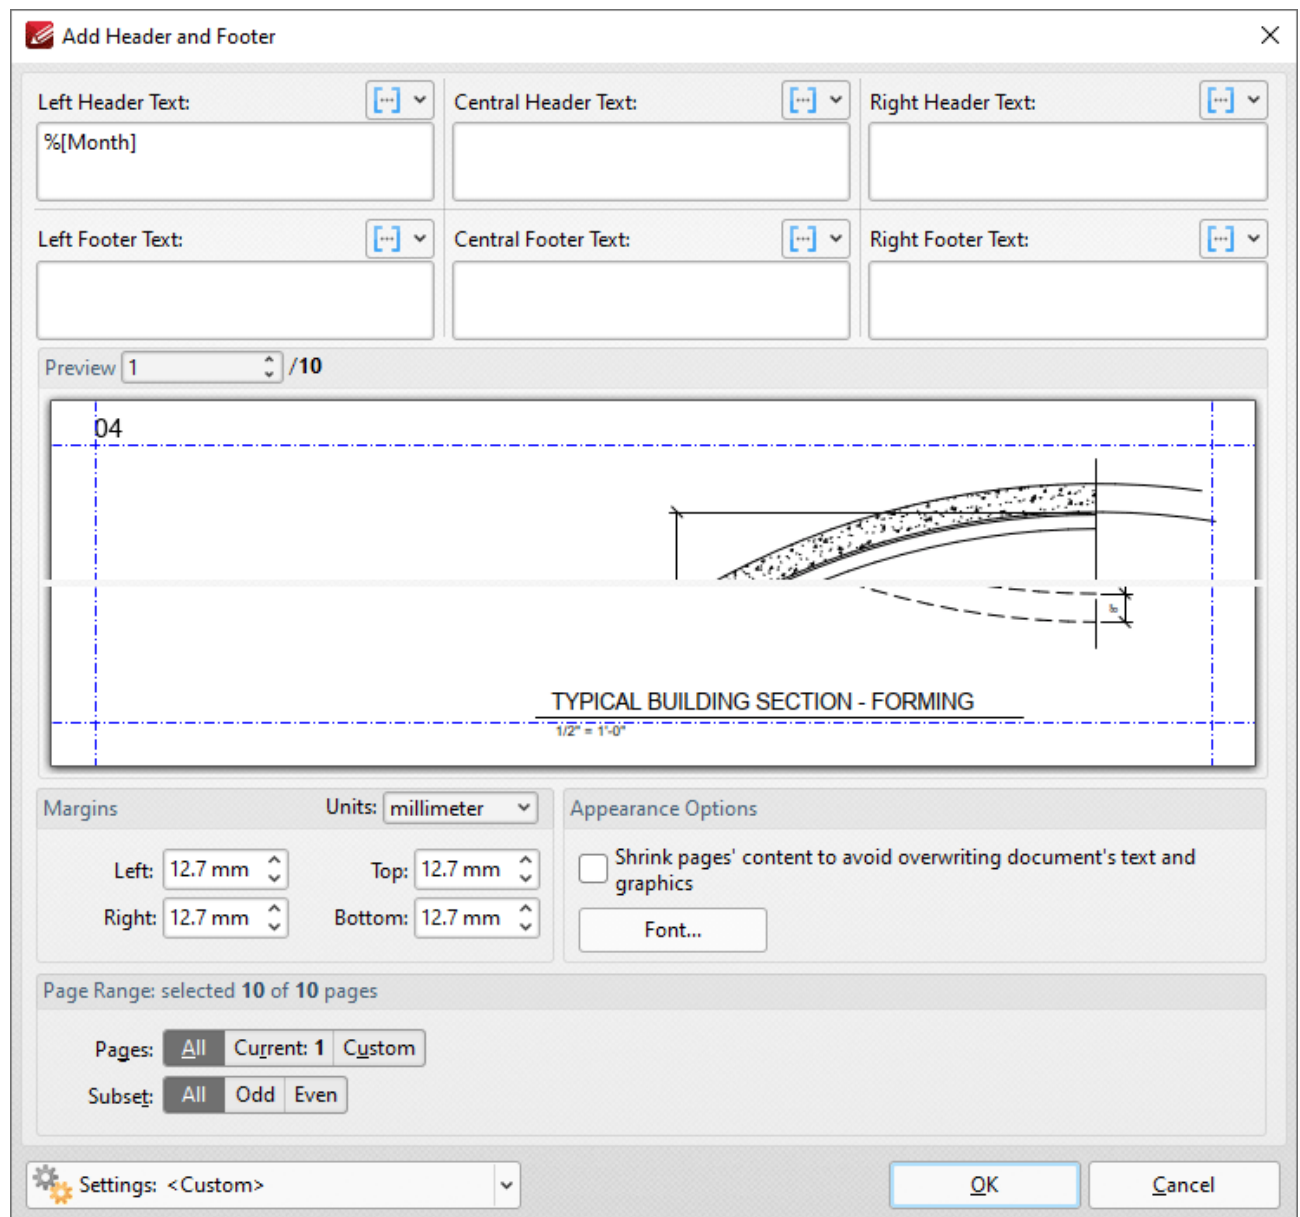 Add Header and Footer
Left Header Text:
Central Header Text:
Right Header Text:
%[Month]
Left Footer Text:
Central Footer Text:
Right Footer Text:
Preview 1 /10
04
TYPICAL BUILDING SECTION - FORMING
1/2" = 1'-0"
Margins
Units: millimeter
Left: 12.7 mm
Top: 12.7 mm
Right: 12.7 mm
Bottom: 12.7 mm
Appearance Options
Shrink pages' content to avoid overwriting document's text and
graphics
Font...
Page Range: selected 10 of 10 pages
Pages: All Current: 1 Custom
Subset: All Odd Even
Settings: <Custom>
OK
Cancel